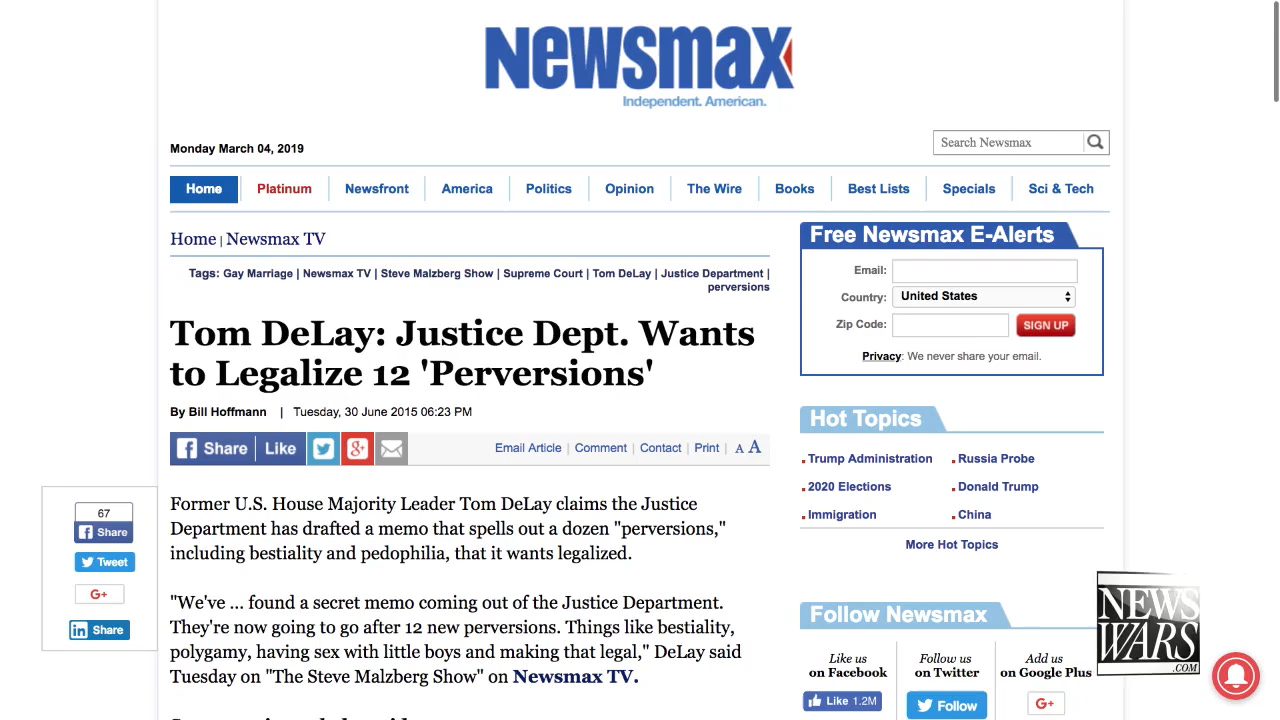 Newsmax
Independent. American.
Monday March 04, 2019
Search Newsmax
Home Platinum Newsfront America Politics Opinion The Wire Books Best Lists Specials Sci & Tech
Home | Newsmax TV
Tags: Gay Marriage | Newsmax TV | Steve Malzberg Show | Supreme Court | Tom DeLay | Justice Department |
perversions
Tom DeLay: Justice Dept. Wants
to Legalize 12 'Perversions'
By Bill Hoffmann | Tuesday, 30 June 2015 06:23 PM
Share Like
Email Article | Comment | Contact | Print | A A
67
Share
Tweet
G+
in Share
Former U.S. House Majority Leader Tom DeLay claims the Justice
Department has drafted a memo that spells out a dozen "perversions,"
including bestiality and pedophilia, that it wants legalized.
"We've ... found a secret memo coming out of the Justice Department.
They're now going to go after 12 new perversions. Things like bestiality,
polygamy, having sex with little boys and making that legal," DeLay said
Tuesday on "The Steve Malzberg Show" on Newsmax TV.
Free Newsmax E-Alerts
Email:
Country: United States
Zip Code: SIGN UP
Privacy: We never share your email.
Hot Topics
Trump Administration Russia Probe
2020 Elections Donald Trump
Immigration China
More Hot Topics
Follow Newsmax
Like us
on Facebook
Like 1.2M
Follow us
on Twitter
Follow
Add us
on Google Plus
G+
NEWS
WARS
.COM